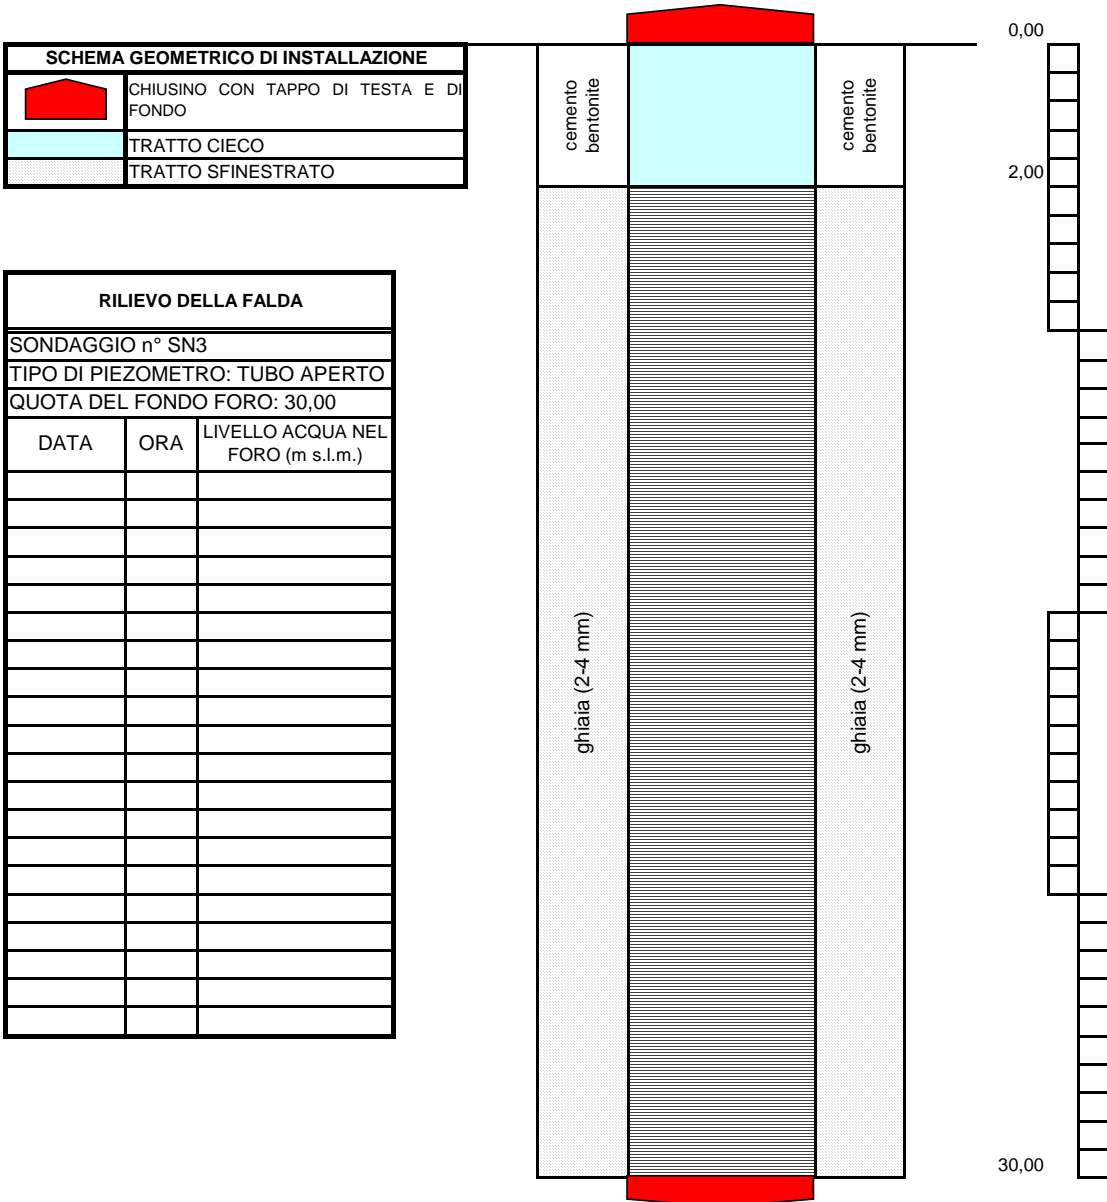 SCHEMA GEOMETRICO DI INSTALLAZIONE
CHIUSINO CON TAPPO DI TESTA E DI
FONDO
TRATTO CIECO
TRATTO SFINESTRATO
RILIEVO DELLA FALDA
SONDAGGIO n° SN3
TIPO DI PIEZOMETRO: TUBO APERTO
QUOTA DEL FONDO FORO: 30,00
DATA ORA LIVELLO ACQUA NEL
FORO (m s.l.m.)
cemento
bentonite
cemento
bentonite
ghiaia (2-4 mm)
ghiaia (2-4 mm)
0,00
2,00
30,00